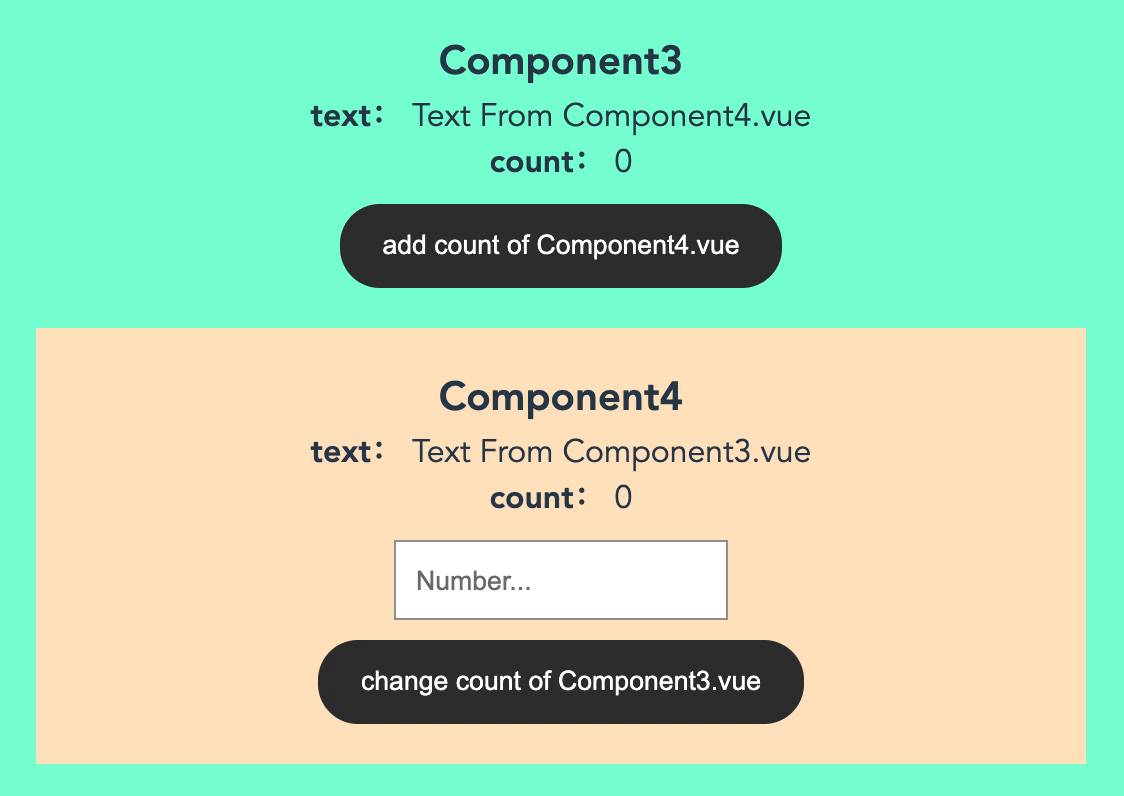 Component3
text： Text From Component4.vue
count： 0
add count of Component4.vue
Component4
text： Text From Component3.vue
count： 0
Number...
change count of Component3.vue